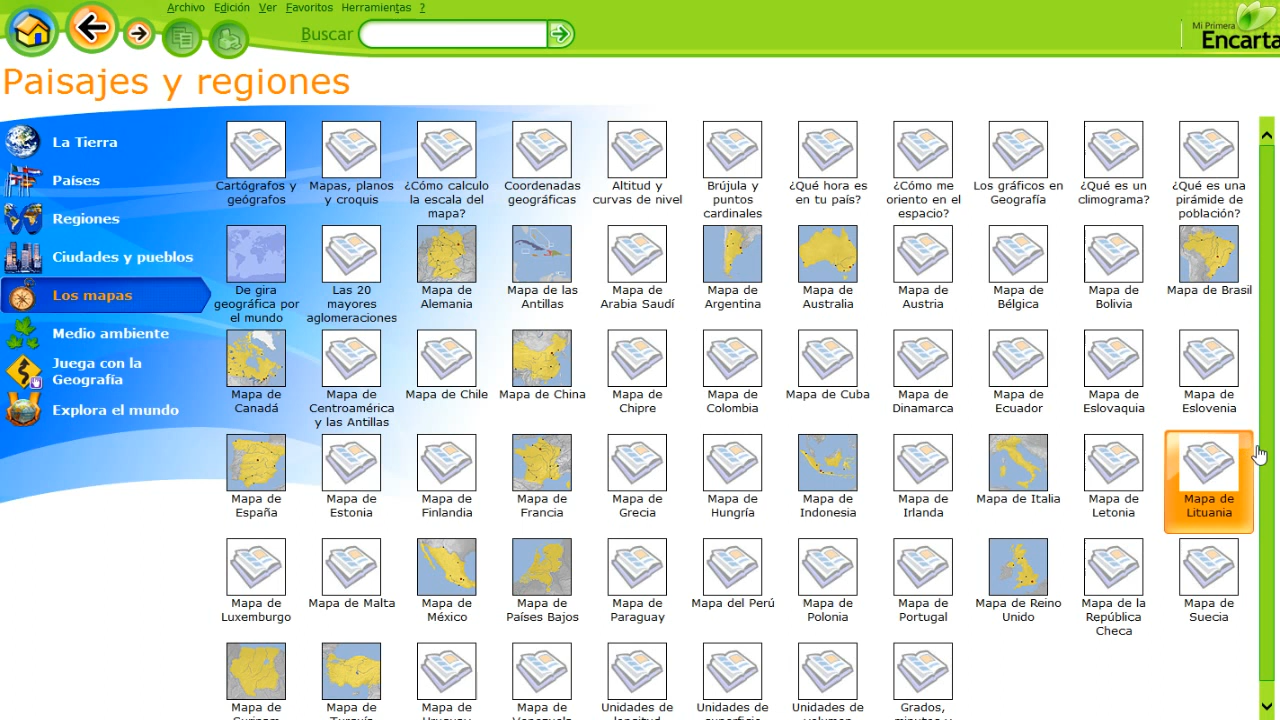 Archivo Edición Ver Favoritos Herramientas ?
Buscar
Mi Primera
Encarta
Paisajes y regiones
La Tierra
Países
Regiones
Ciudades y pueblos
Los mapas
Medio ambiente
Juega con la
Geografía
Explora el mundo
Cartógrafos y
geógrafos
Mapas, planos
y croquis
¿Cómo calculo
la escala del
mapa?
Coordenadas
geográficas
Altitud y
curvas de nivel
Brújula y
puntos
cardinales
¿Qué hora es
en tu país?
¿Cómo me
oriento en el
espacio?
Los gráficos en
Geografía
¿Qué es un
climograma?
¿Qué es una
pirámide de
población?
De gira
geográfica por
el mundo
Las 20
mayores
aglomeraciones
Mapa de
Alemania
Mapa de las
Antillas
Mapa de
Arabia Saudí
Mapa de
Argentina
Mapa de
Australia
Mapa de
Austria
Mapa de
Bélgica
Mapa de
Bolivia
Mapa de Brasil
Mapa de
Canadá
Mapa de
Centroamérica
y las Antillas
Mapa de Chile
Mapa de China
Mapa de
Chipre
Mapa de
Colombia
Mapa de Cuba
Mapa de
Dinamarca
Mapa de
Ecuador
Mapa de
Eslovaquia
Mapa de
Eslovenia
Mapa de
España
Mapa de
Estonia
Mapa de
Finlandia
Mapa de
Francia
Mapa de
Grecia
Mapa de
Hungría
Mapa de
Indonesia
Mapa de
Irlanda
Mapa de Italia
Mapa de
Letonia
Mapa de
Lituania
Mapa de
Luxemburgo
Mapa de Malta
Mapa de
México
Mapa de
Países Bajos
Mapa de
Paraguay
Mapa del Perú
Mapa de
Polonia
Mapa de
Portugal
Mapa de Reino
Unido
Mapa de la
República
Checa
Mapa de
Suecia
Mapa de
Surinam
Mapa de
Turquía
Mapa de
Uruguay
Mapa de
Venezuela
Unidades de
longitud
Unidades de
superficie
Unidades de
volumen
Grados,
minutos y